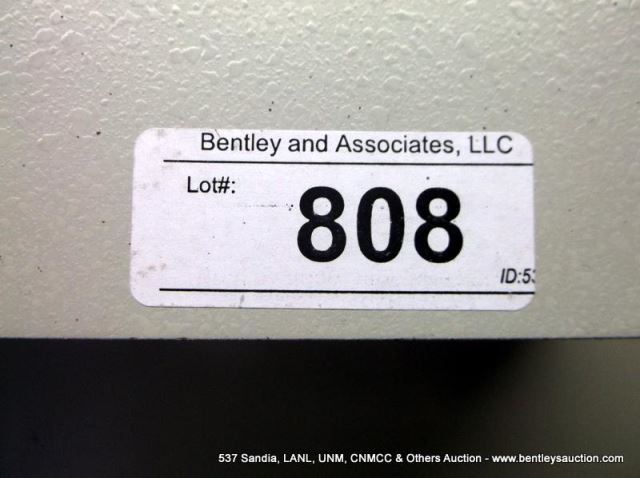 Bentley and Associates, LLC
Lot#:
808
ID:53
537 Sandia, LANL, UNM, CNMCC & Others Auction - www.bentleysauction.com